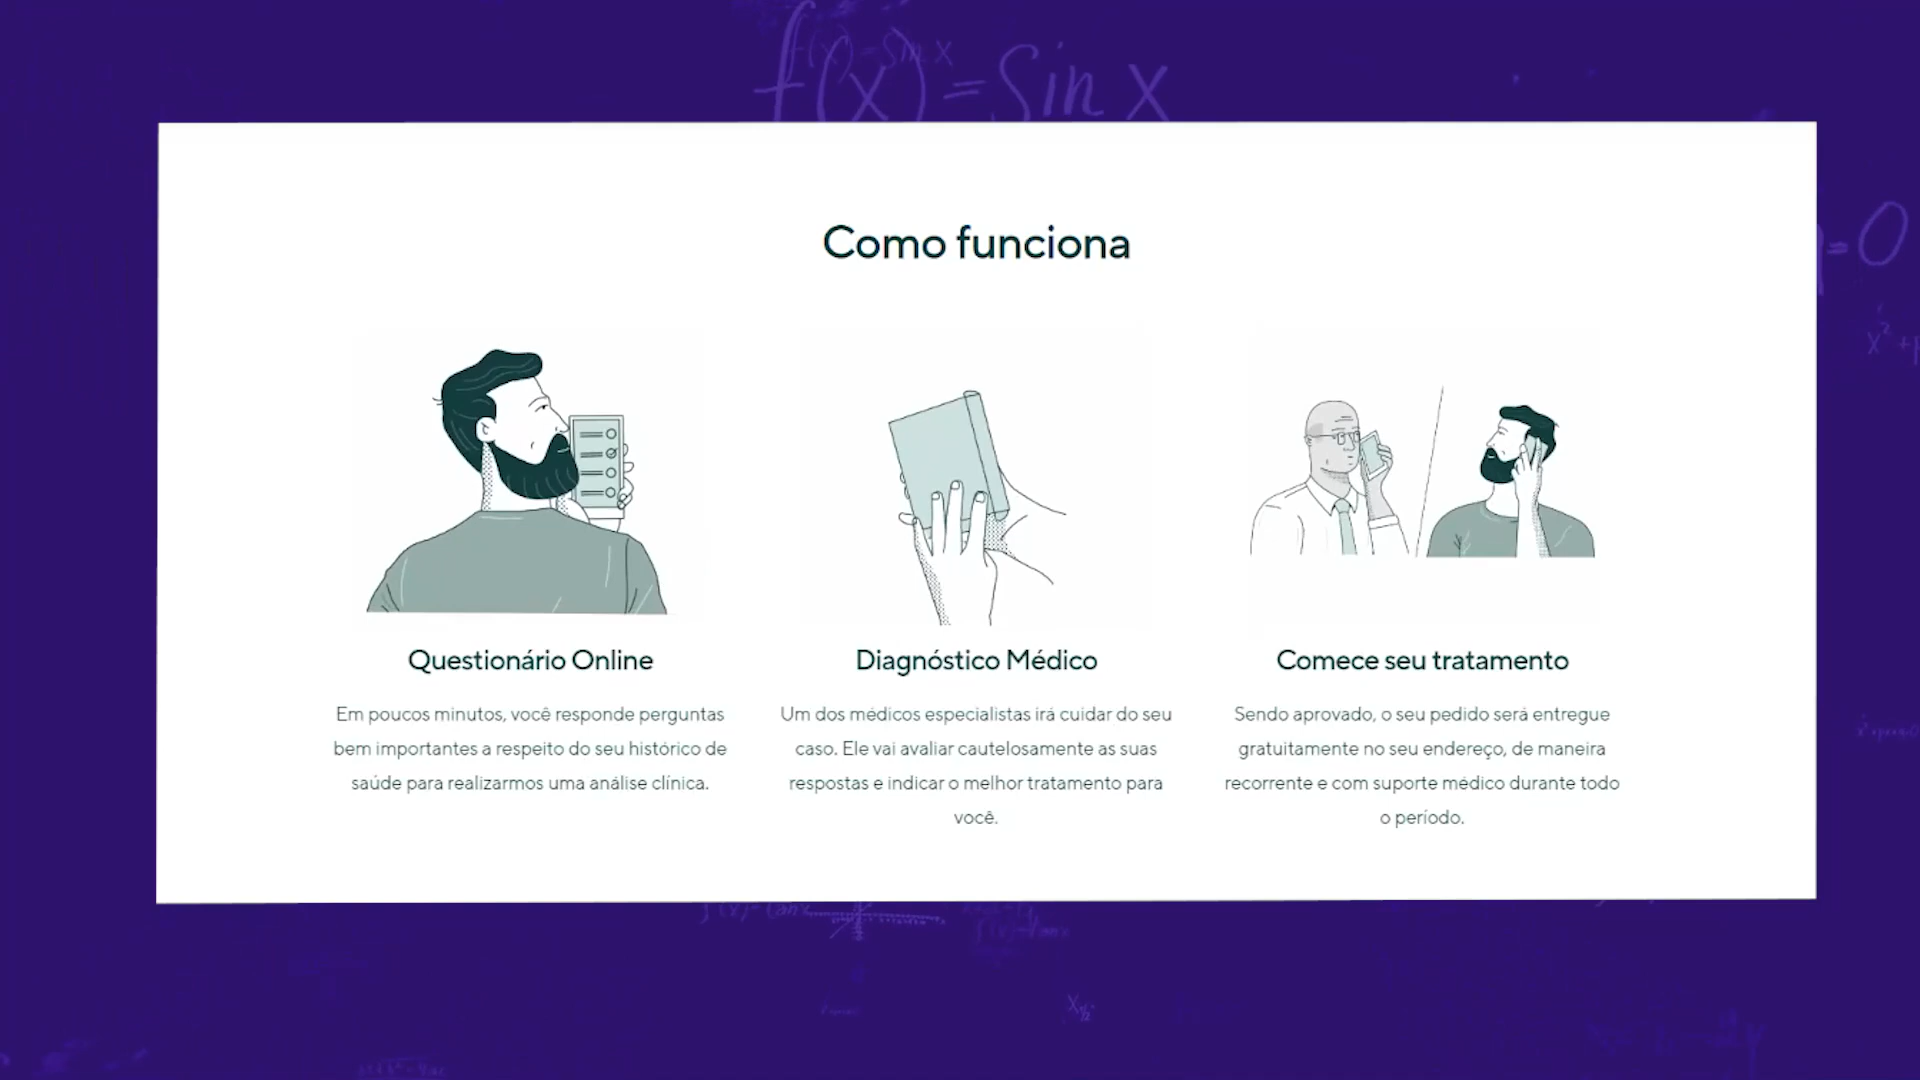 f(x)=Sin x
f(x)=Sin x
=0
Como funciona
Questionário Online
Em poucos minutos, você responde perguntas
bem importantes a respeito do seu histórico de
saúde para realizarmos uma análise clínica.
Diagnóstico Médico
Um dos médicos especialistas irá cuidar do seu
caso. Ele vai avaliar cautelosamente as suas
respostas e indicar o melhor tratamento para
você.
Comece seu tratamento
Sendo aprovado, o seu pedido será entregue
gratuitamente no seu endereço, de maneira
recorrente e com suporte médico durante todo
o período.